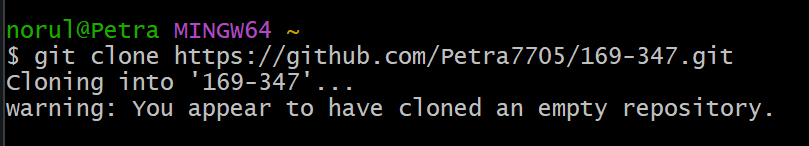 norul@Petra MINGW64 ~
$ git clone https://github.com/Petra7705/169-347.git
Cloning into '169-347'...
warning: You appear to have cloned an empty repository.